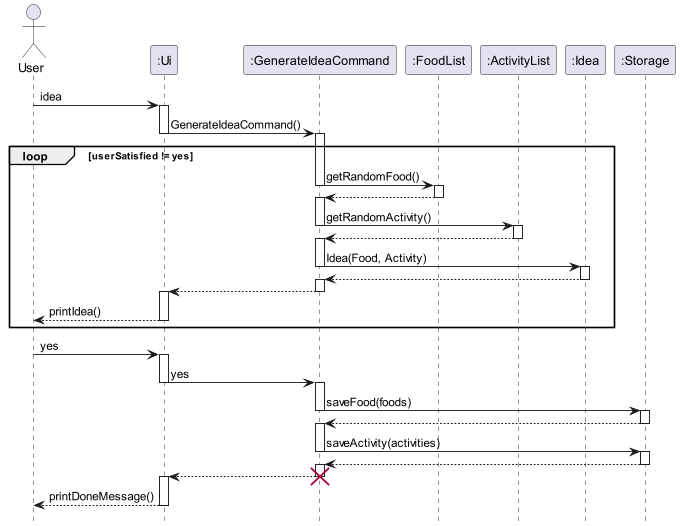 User
:Ui
:GenerateIdeaCommand
:FoodList
:ActivityList
:Idea
:Storage
idea
GenerateIdeaCommand()
loop
[userSatisfied != yes]
getRandomFood()
getRandomActivity()
Idea(Food, Activity)
printIdea()
yes
yes
saveFood(foods)
saveActivity(activities)
printDoneMessage()